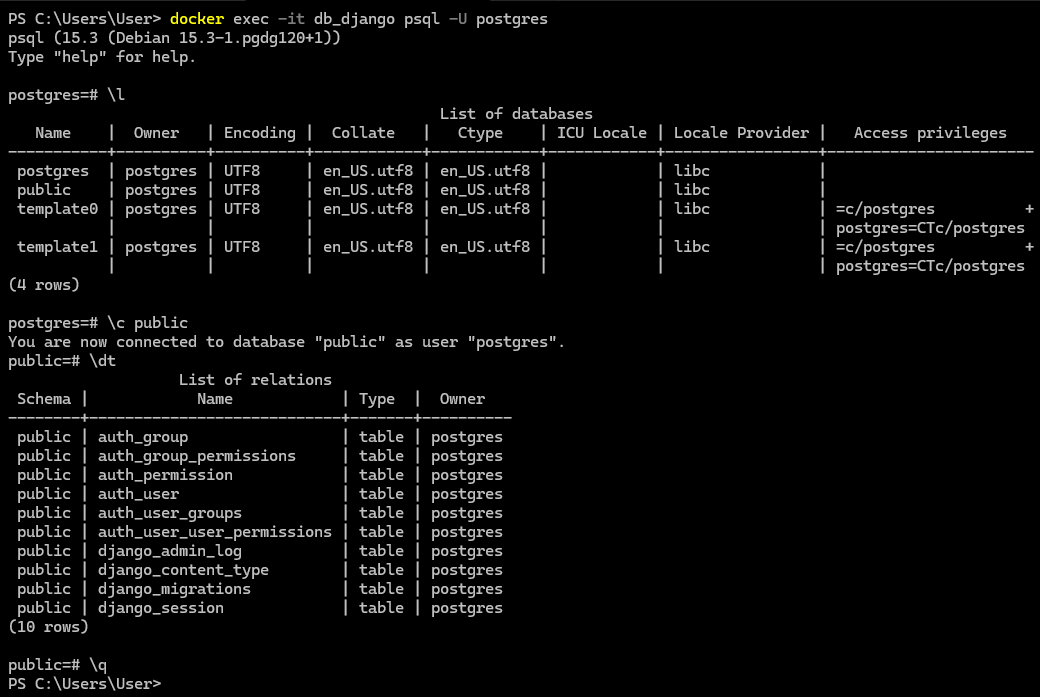 PS C:\Users\User> docker exec -it db_django psql -U postgres
psql (15.3 (Debian 15.3-1.pgdg120+1))
Type "help" for help.

postgres=# \l
                                                List of databases
   Name    |  Owner   | Encoding |  Collate   |   Ctype    | ICU Locale | Locale Provider |   Access privileges
-----------+----------+----------+------------+------------+------------+-----------------+-----------------------
 postgres  | postgres | UTF8     | en_US.utf8 | en_US.utf8 |            | libc            |
 public    | postgres | UTF8     | en_US.utf8 | en_US.utf8 |            | libc            |
 template0 | postgres | UTF8     | en_US.utf8 | en_US.utf8 |            | libc            | =c/postgres          +
           |          |          |            |            |            |                 | postgres=CTc/postgres
 template1 | postgres | UTF8     | en_US.utf8 | en_US.utf8 |            | libc            | =c/postgres          +
           |          |          |            |            |            |                 | postgres=CTc/postgres
(4 rows)

postgres=# \c public
You are now connected to database "public" as user "postgres".
public=# \dt
                   List of relations
 Schema |            Name            | Type  |  Owner
--------+----------------------------+-------+----------
 public | auth_group                 | table | postgres
 public | auth_group_permissions     | table | postgres
 public | auth_permission            | table | postgres
 public | auth_user                  | table | postgres
 public | auth_user_groups           | table | postgres
 public | auth_user_user_permissions | table | postgres
 public | django_admin_log           | table | postgres
 public | django_content_type        | table | postgres
 public | django_migrations          | table | postgres
 public | django_session             | table | postgres
(10 rows)

public=# \q
PS C:\Users\User>